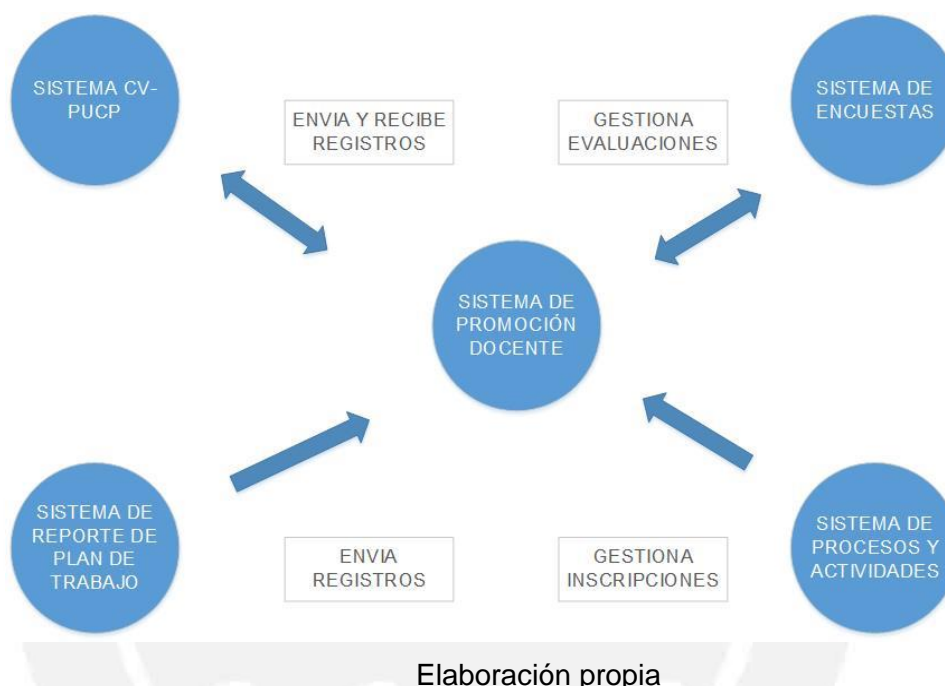 SISTEMA CV-
PUCP
ENVIA Y RECIBE
REGISTROS
GESTIONA
EVALUACIONES
SISTEMA DE
ENCUESTAS
SISTEMA DE
PROMOCIÓN
DOCENTE
SISTEMA DE
REPORTE DE
PLAN DE
TRABAJO
ENVIA
REGISTROS
GESTIONA
INSCRIPCIONES
SISTEMA DE
PROCESOS Y
ACTIVIDADES
Elaboración propia